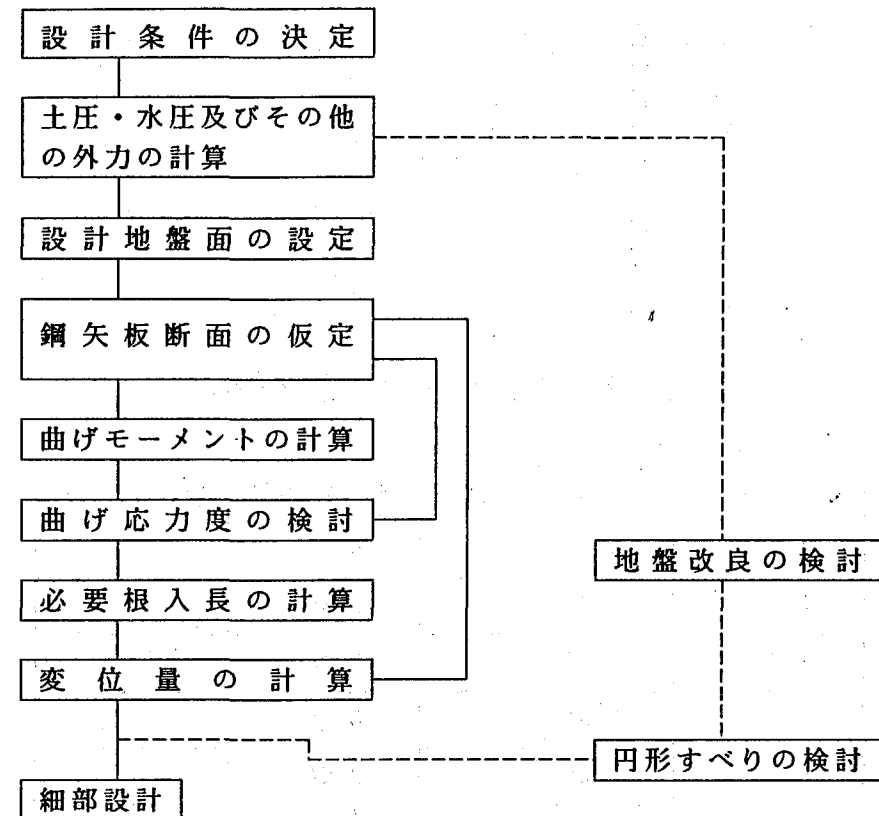 設計条件の決定
土圧・水圧及びその他
の外力の計算
設計地盤面の設定
鋼矢板断面の仮定
曲げモーメントの計算
曲げ応力度の検討
地盤改良の検討
必要根入長の計算
変位量の計算
円形すべりの検討
細部設計